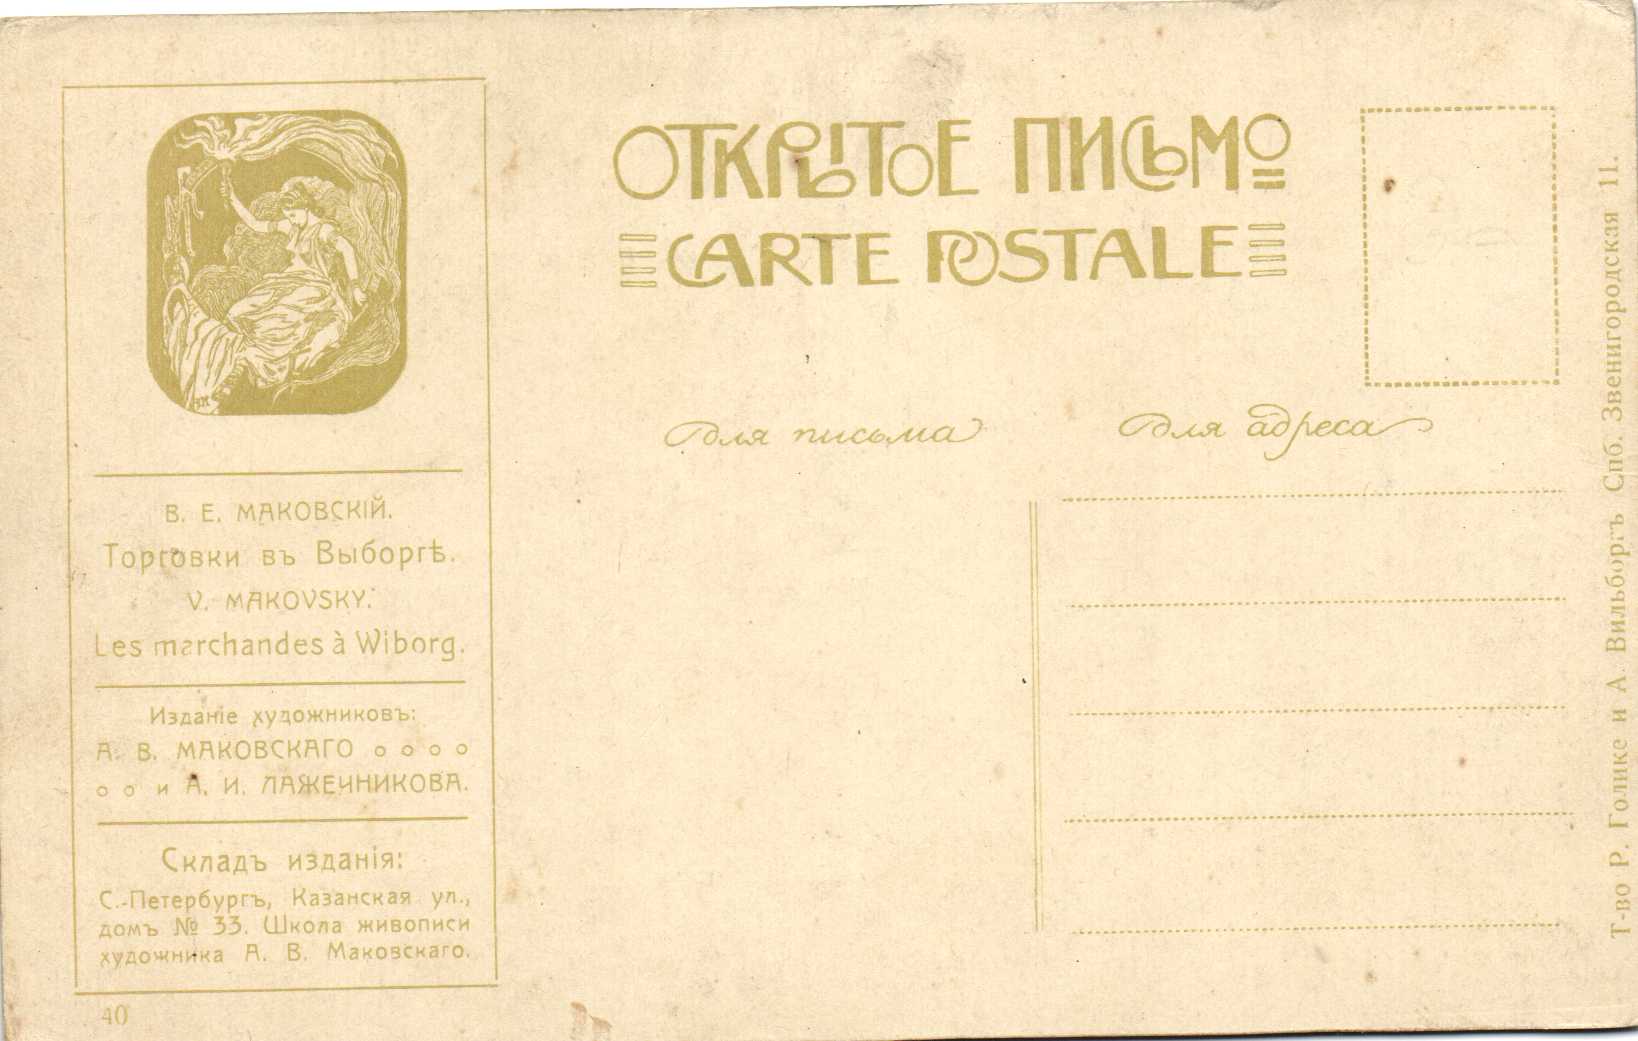 В. Е. МАКОВСКІЙ.
Торговки въ Выборгѣ.
V. MAKOVSKY.
Les marchandes à Wiborg.
Изданіе художниковъ:
А. В. МАКОВСКАГО
и А. И. ЛАЖЕЧНИКОВА.
Складъ изданія:
С.-Петербургъ, Казанская ул.,
домъ № 33. Школа живописи
художника А. В. Маковскаго.
40
ОТКРЫТОЕ ПИСЬМО
CARTE POSTALE
для письма
для адреса
Т-во Р. Голике и А. Вильборгъ Спб. Звенигородская 11.